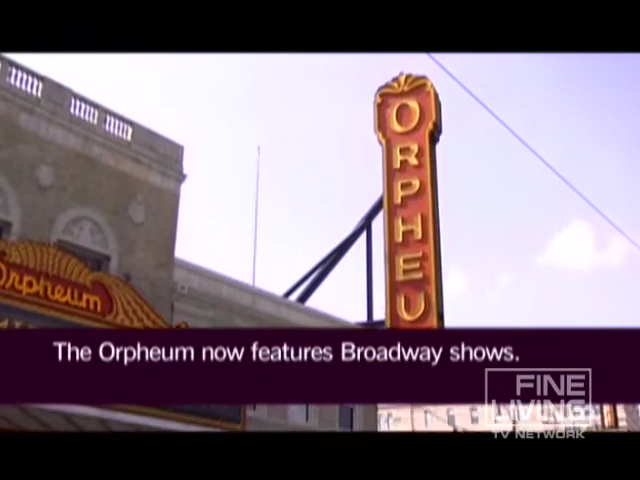 ORPHEU
Orpheum
The Orpheum now features Broadway shows.
FINE
LIVING
TV NETWORK